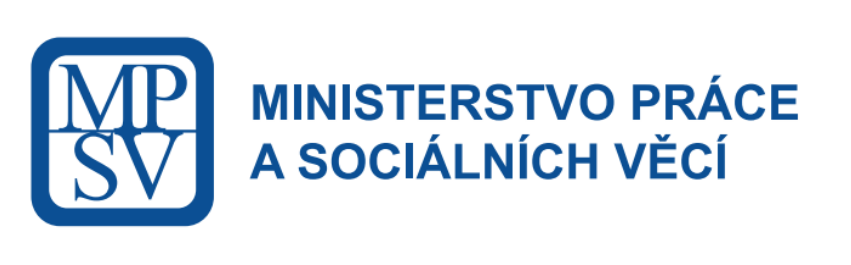 MP
SV
MINISTERSTVO PRÁCE
A SOCIÁLNÍCH VĚCÍ